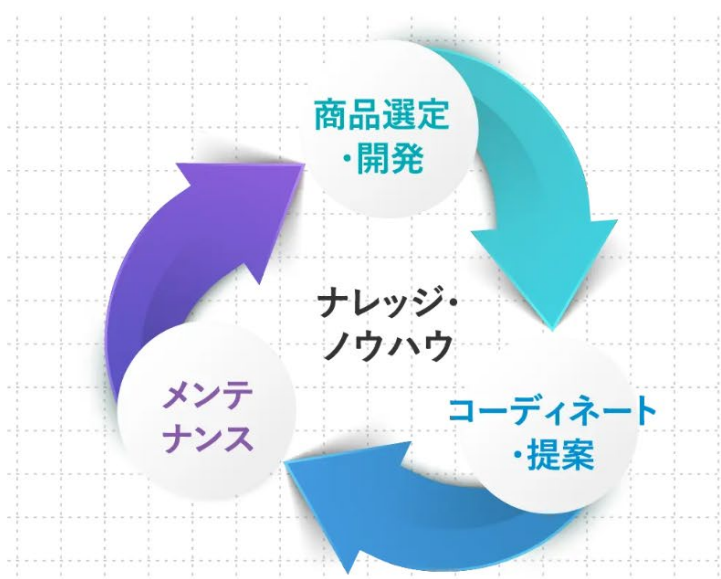 商品選定
・開発
ナレッジ・
ノウハウ
メンテ
ナンス
コーディネート
・提案